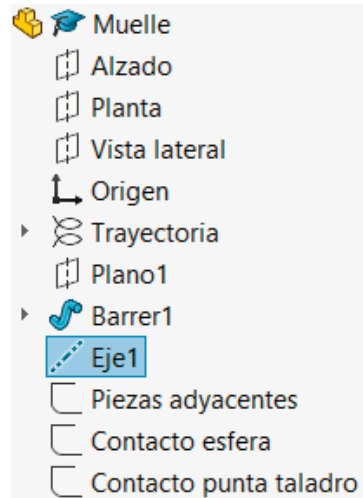 Muelle
Alzado
Planta
Vista lateral
Origen
Trayectoria
Plano1
Barrer1
Eje1
Piezas adyacentes
Contacto esfera
Contacto punta taladro